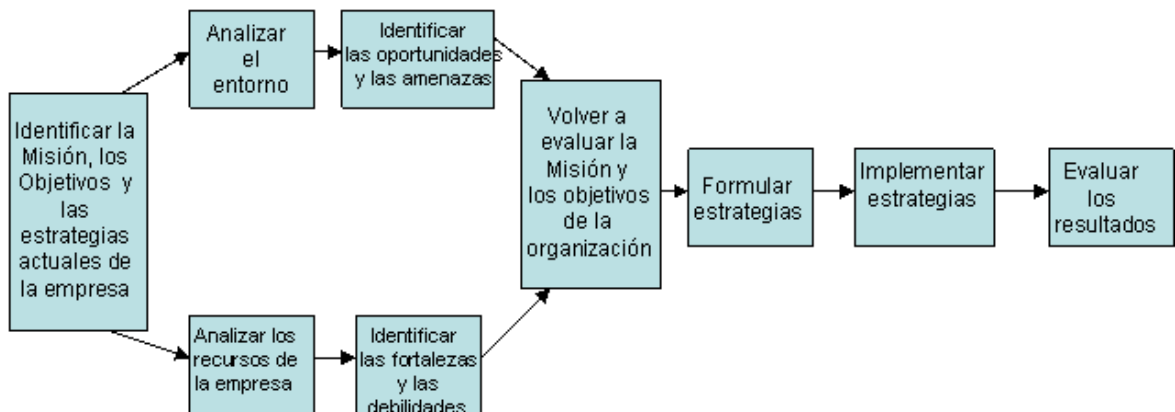 Identificar la
Misión, los
Objetivos y
las
estrategias
actuales de
la empresa
Analizar
el
entorno
Identificar
las oportunidades
y las amenazas
Analizar los
recursos de
la empresa
Identificar
las fortalezas
y las
debilidades
Volver a
evaluar la
Misión y
los objetivos
de la
organización
Formular
estrategias
Implementar
estrategias
Evaluar
los
resultados